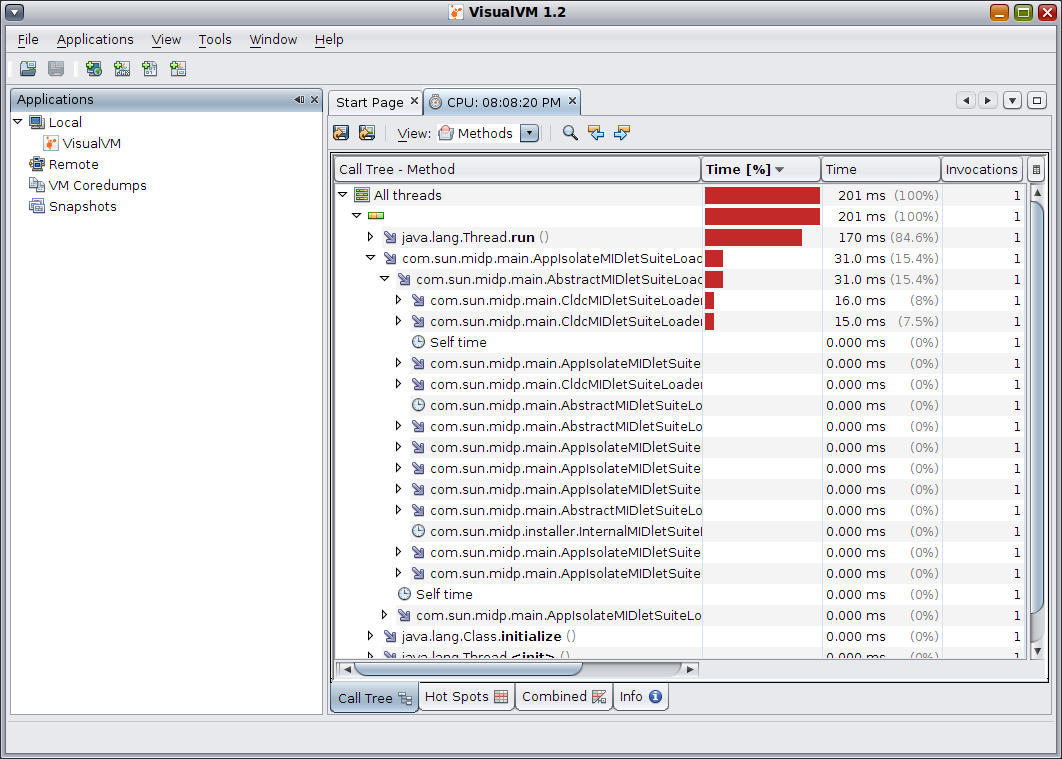 VisualVM 1.2
File Applications View Tools Window Help
Applications
Start Page CPU: 08:08:20 PM
Local
VisualVM
Remote
VM Coredumps
Snapshots
View: Methods
Call Tree - Method Time [%] Time Invocations
All threads 201 ms (100%) 1
201 ms (100%) 1
java.lang.Thread.run () 170 ms (84.6%) 1
com.sun.midp.main.AppIsolateMIDletSuiteLoad 31.0 ms (15.4%) 1
com.sun.midp.main.AbstractMIDletSuiteLoad 31.0 ms (15.4%) 1
com.sun.midp.main.CldcMIDletSuiteLoader 16.0 ms (8%) 1
com.sun.midp.main.CldcMIDletSuiteLoader 15.0 ms (7.5%) 1
Self time 0.000 ms (0%) 1
com.sun.midp.main.AppIsolateMIDletSuite 0.000 ms (0%) 1
com.sun.midp.main.CldcMIDletSuiteLoader 0.000 ms (0%) 1
com.sun.midp.main.AbstractMIDletSuiteLo 0.000 ms (0%) 1
com.sun.midp.main.AbstractMIDletSuiteLo 0.000 ms (0%) 1
com.sun.midp.main.AppIsolateMIDletSuite 0.000 ms (0%) 1
com.sun.midp.main.AppIsolateMIDletSuite 0.000 ms (0%) 1
com.sun.midp.main.AppIsolateMIDletSuite 0.000 ms (0%) 1
com.sun.midp.main.AbstractMIDletSuiteLo 0.000 ms (0%) 1
com.sun.midp.installer.InternalMIDletSuiteI 0.000 ms (0%) 1
com.sun.midp.main.AppIsolateMIDletSuite 0.000 ms (0%) 1
com.sun.midp.main.AppIsolateMIDletSuite 0.000 ms (0%) 1
Self time 0.000 ms (0%) 1
com.sun.midp.main.AppIsolateMIDletSuiteLo 0.000 ms (0%) 1
java.lang.Class.initialize () 0.000 ms (0%) 1
java.lang.Thread.<init> () 0.000 ms (0%) 1
Call Tree Hot Spots Combined Info